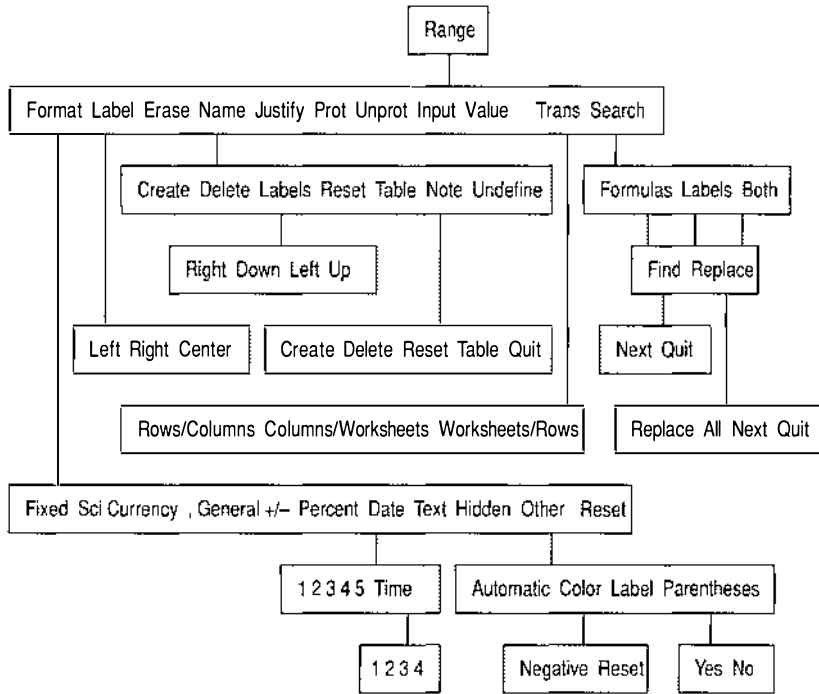 Range
Format Label Erase Name Justify Prot Unprot Input Value Trans Search
Create Delete Labels Reset Table Note Undefine
Formulas Labels Both
Right Down Left Up
Find Replace
Left Right Center
Create Delete Reset Table Quit
Next Quit
Rows/Columns Columns/Worksheets Worksheets/Rows
Replace All Next Quit
Fixed Sci Currency , General +/– Percent Date Text Hidden Other Reset
1 2 3 4 5 Time
Automatic Color Label Parentheses
1 2 3 4
Negative Reset
Yes No